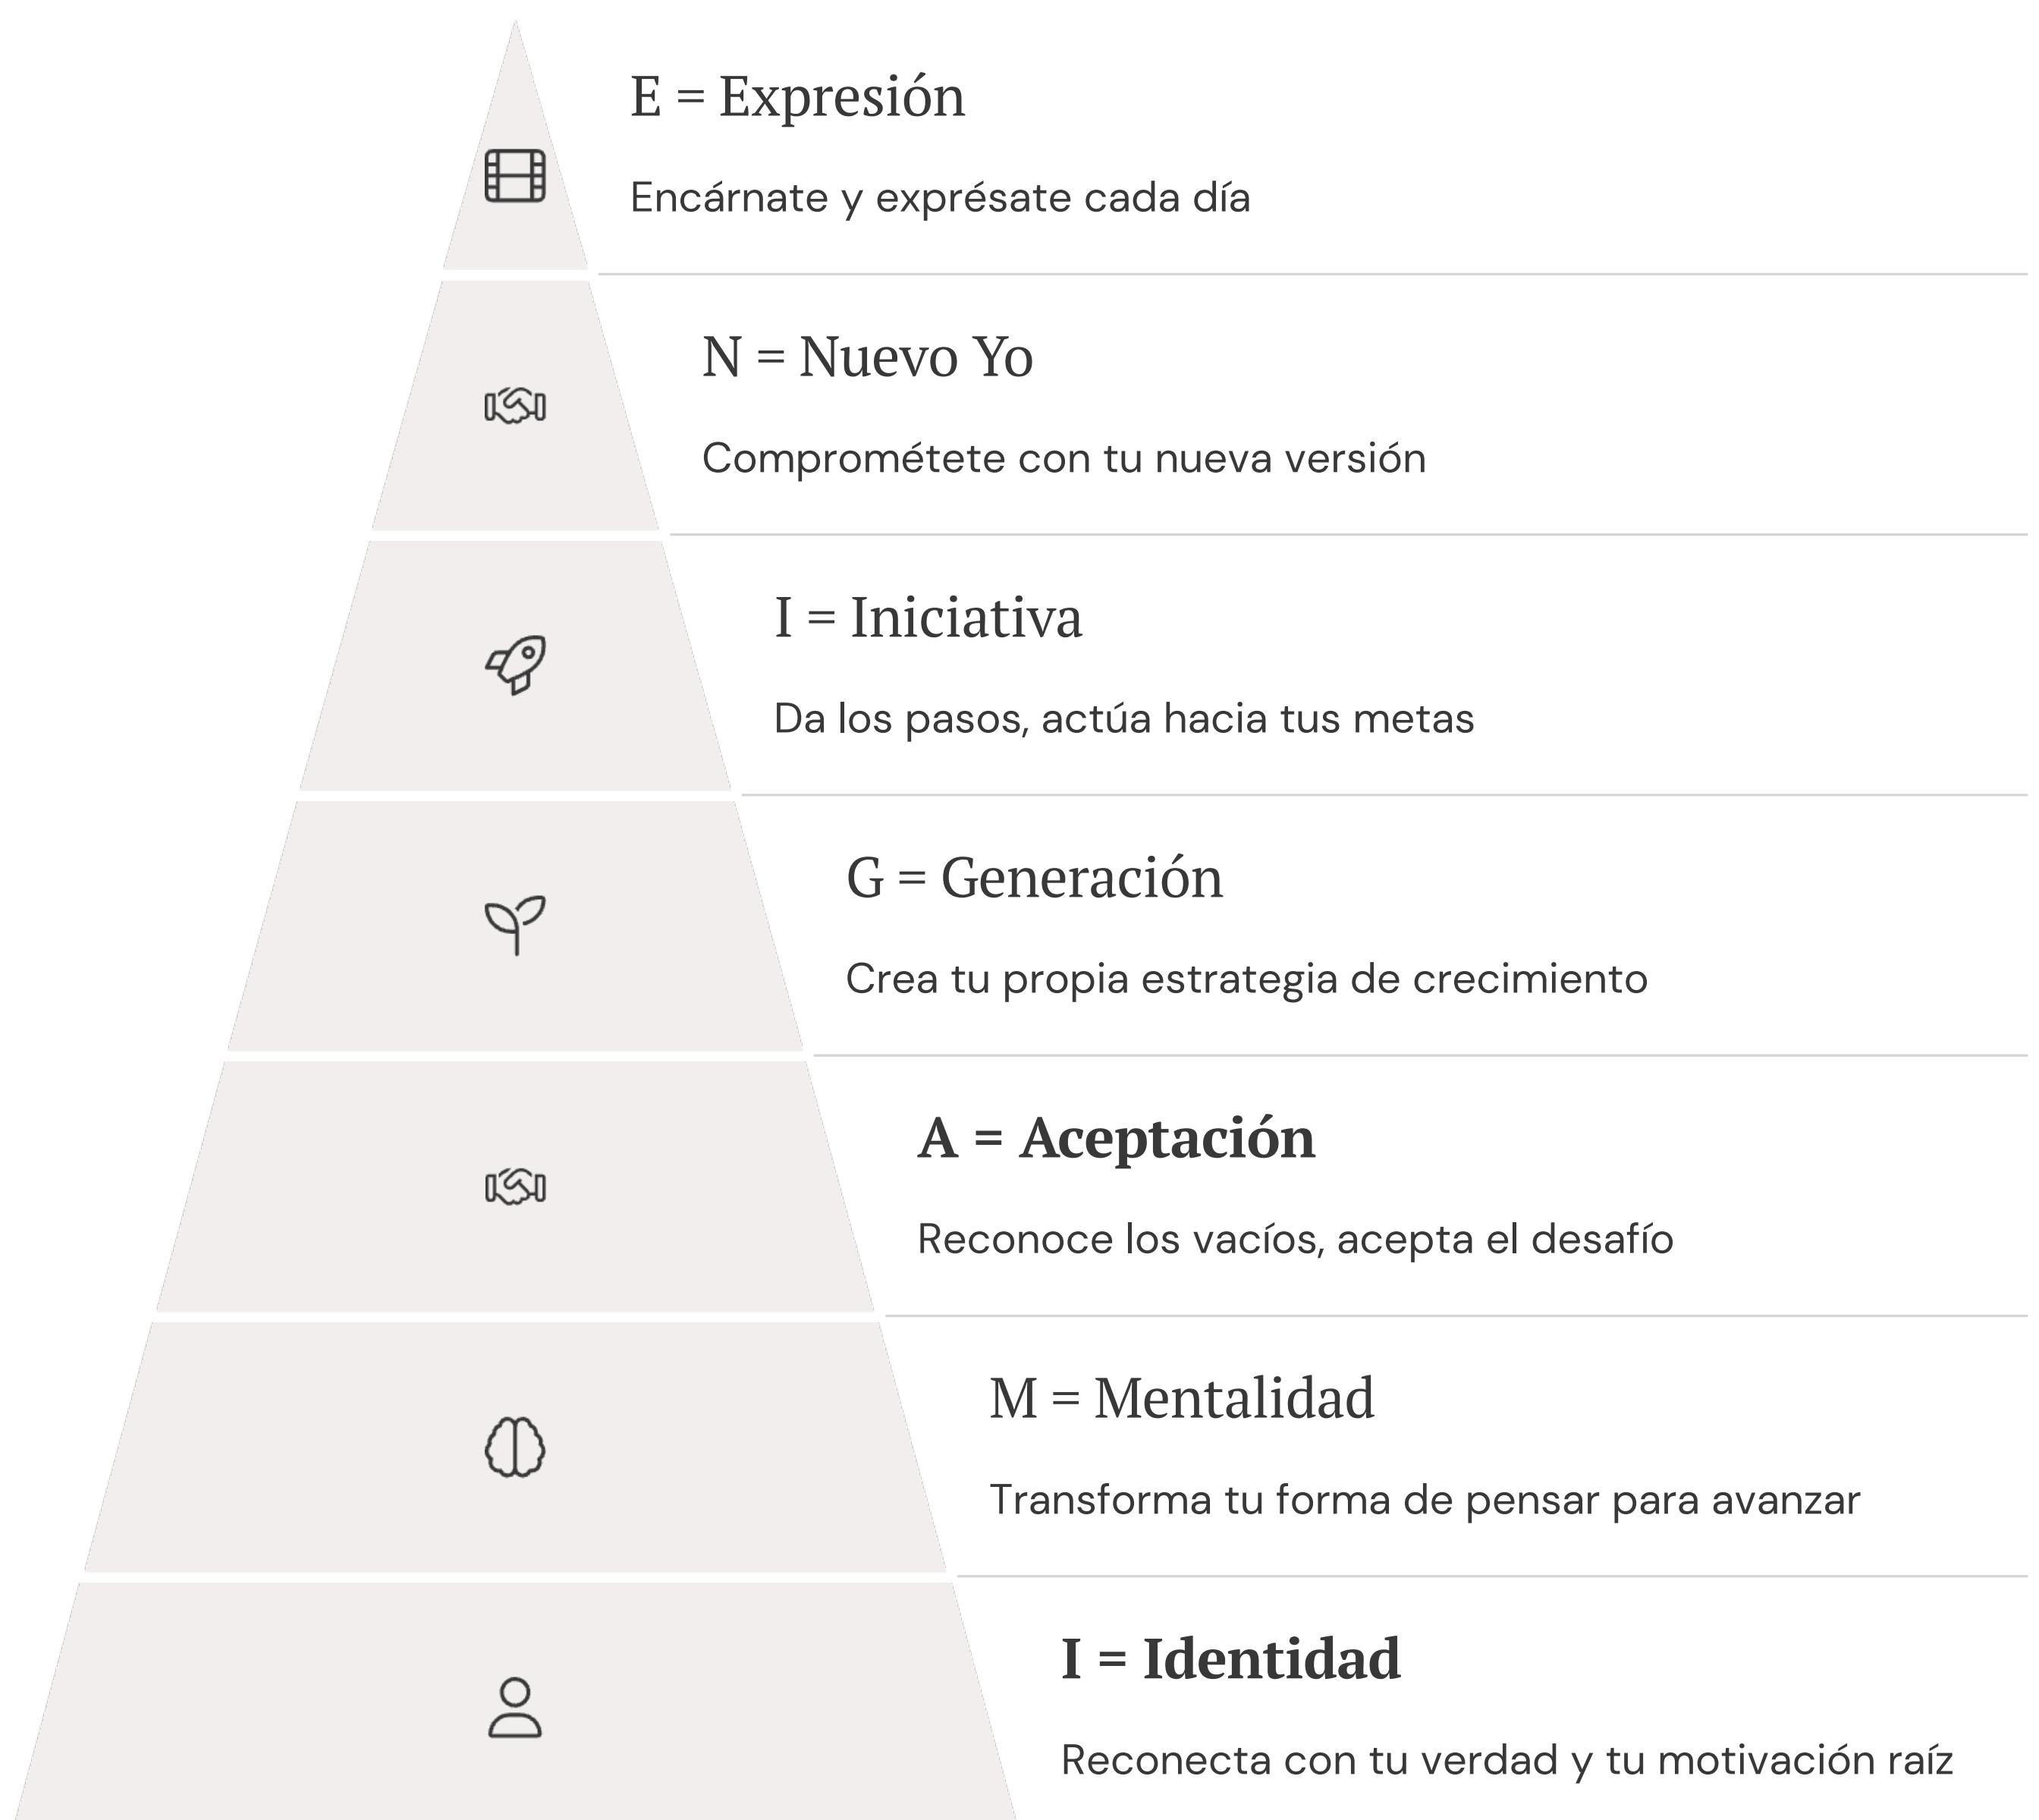 E = Expresión
Encárnate y exprésate cada día
N = Nuevo Yo
Comprométete con tu nueva versión
I = Iniciativa
Da los pasos, actúa hacia tus metas
G = Generación
Crea tu propia estrategia de crecimiento
A = Aceptación
Reconoce los vacíos, acepta el desafío
M = Mentalidad
Transforma tu forma de pensar para avanzar
I = Identidad
Reconecta con tu verdad y tu motivación raíz